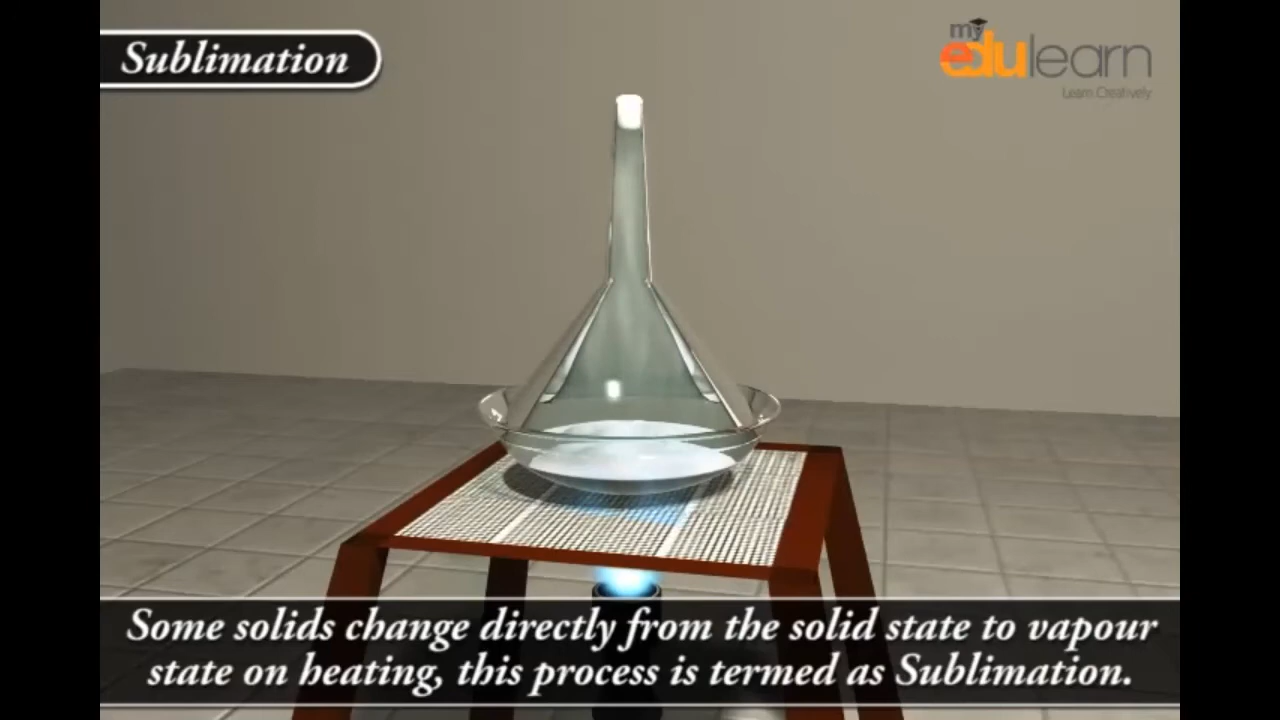 Sublimation
my
edulearn
Learn Creatively
Some solids change directly from the solid state to vapour
state on heating, this process is termed as Sublimation.